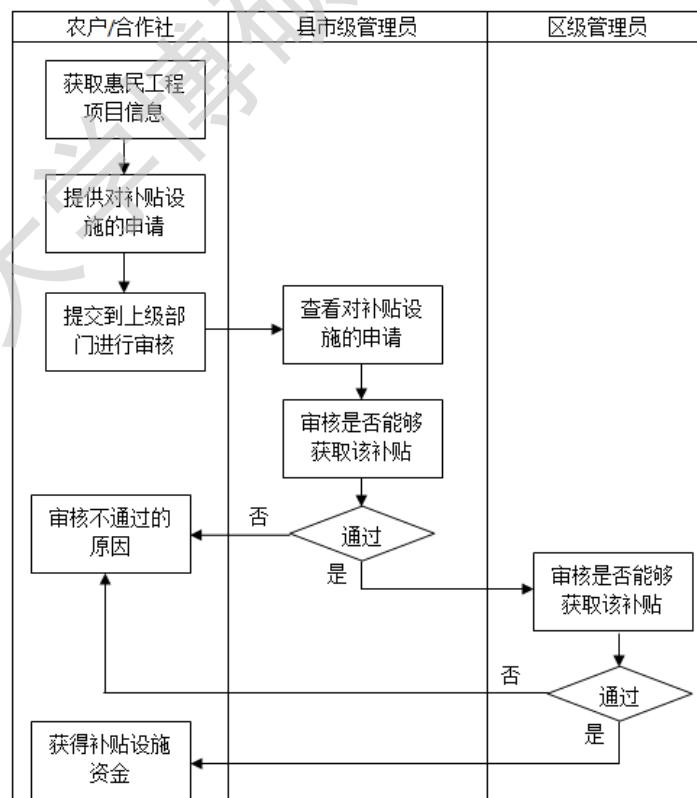 农户/合作社
县市级管理员
区级管理员
获取惠民工程
项目信息
提供对补贴设
施的申请
提交到上级部
门进行审核
查看对补贴设
施的申请
审核是否能够
获取该补贴
通过
否
是
审核不通过的
原因
审核是否能够
获取该补贴
通过
否
是
获得补贴设施
资金
大学博硕